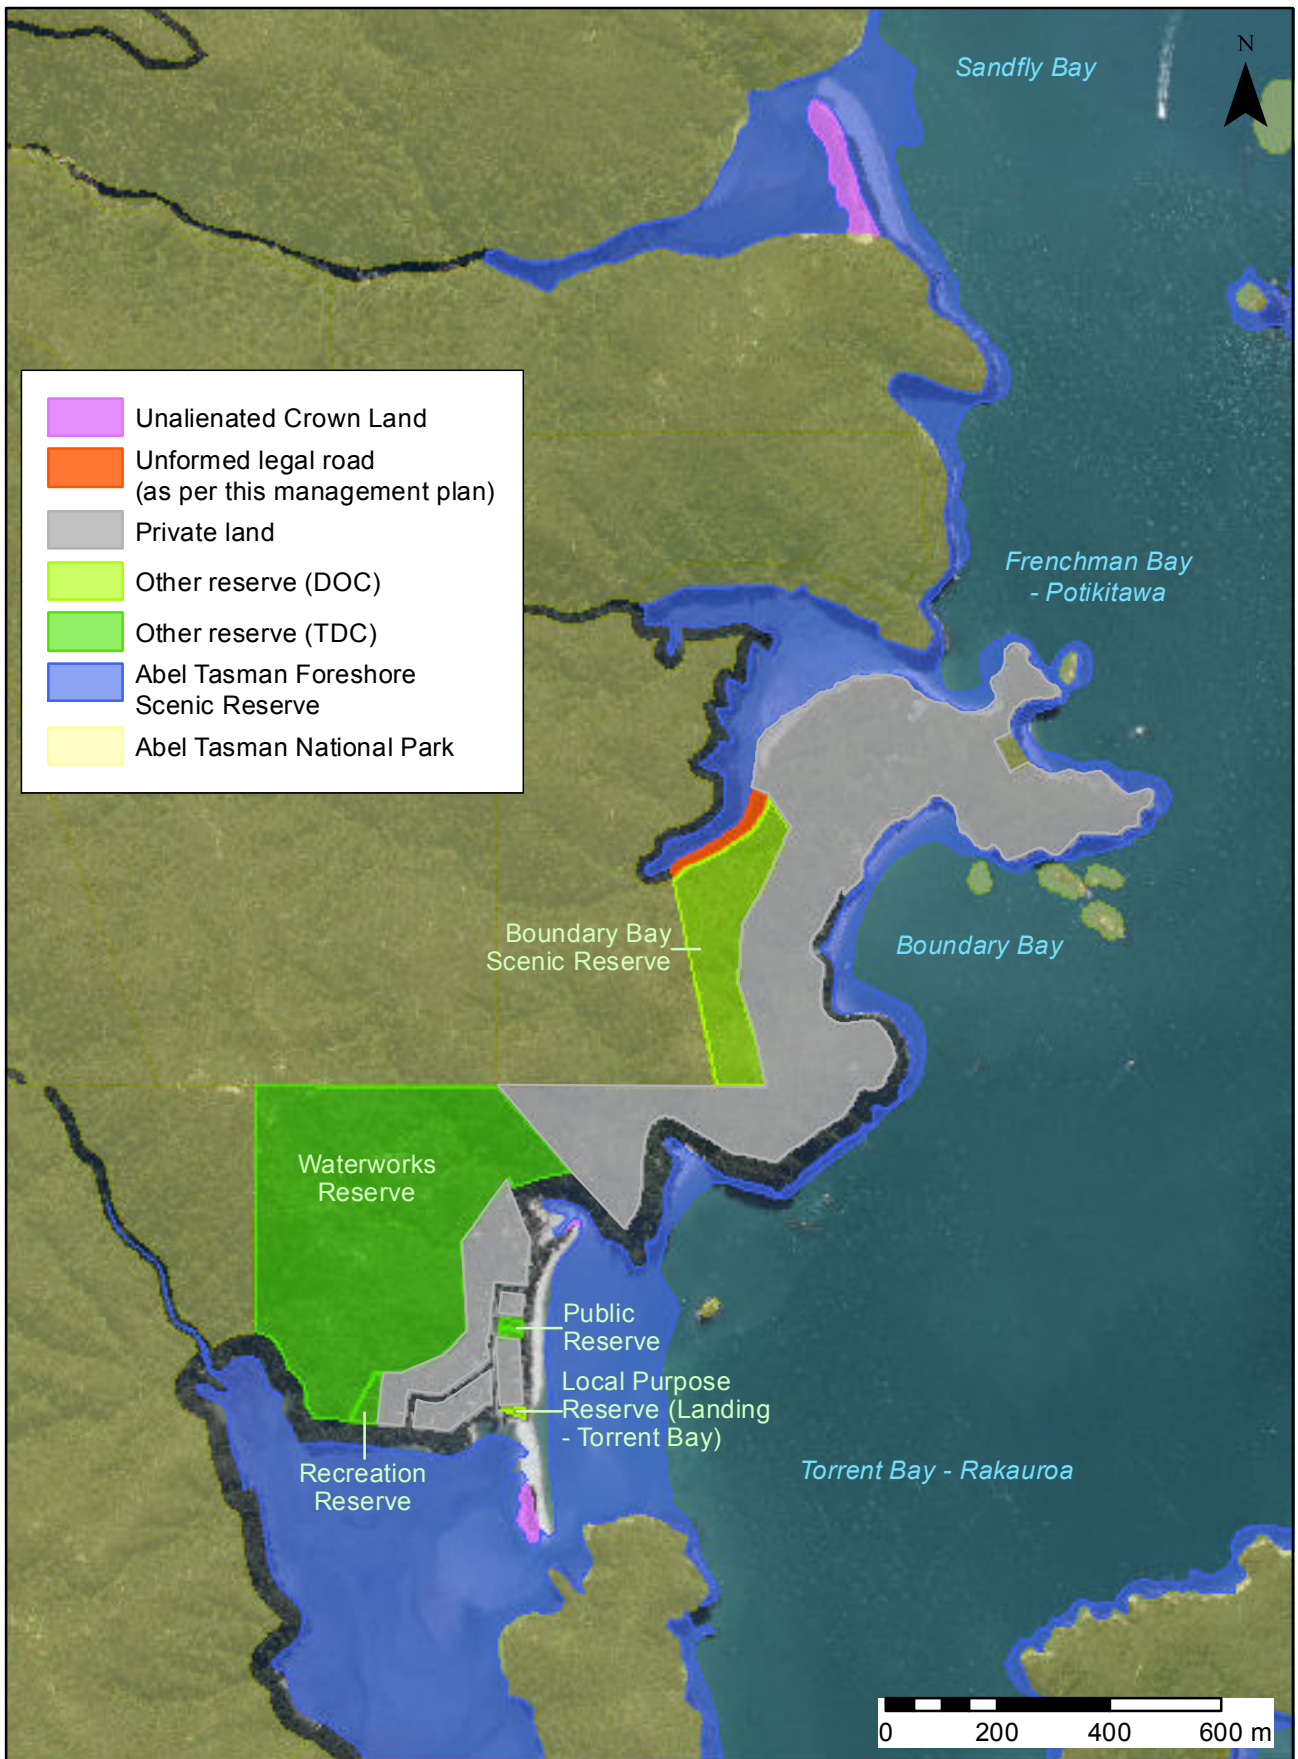 Sandfly Bay
N
Unalienated Crown Land
Unformed legal road
(as per this management plan)
Private land
Other reserve (DOC)
Other reserve (TDC)
Abel Tasman Foreshore
Scenic Reserve
Abel Tasman National Park
Frenchman Bay
- Potikitawa
Boundary Bay
Scenic Reserve
Boundary Bay
Waterworks
Reserve
Public
Reserve
Local Purpose
Reserve (Landing
- Torrent Bay)
Recreation
Reserve
Torrent Bay - Rakauroa
0 200 400 600 m